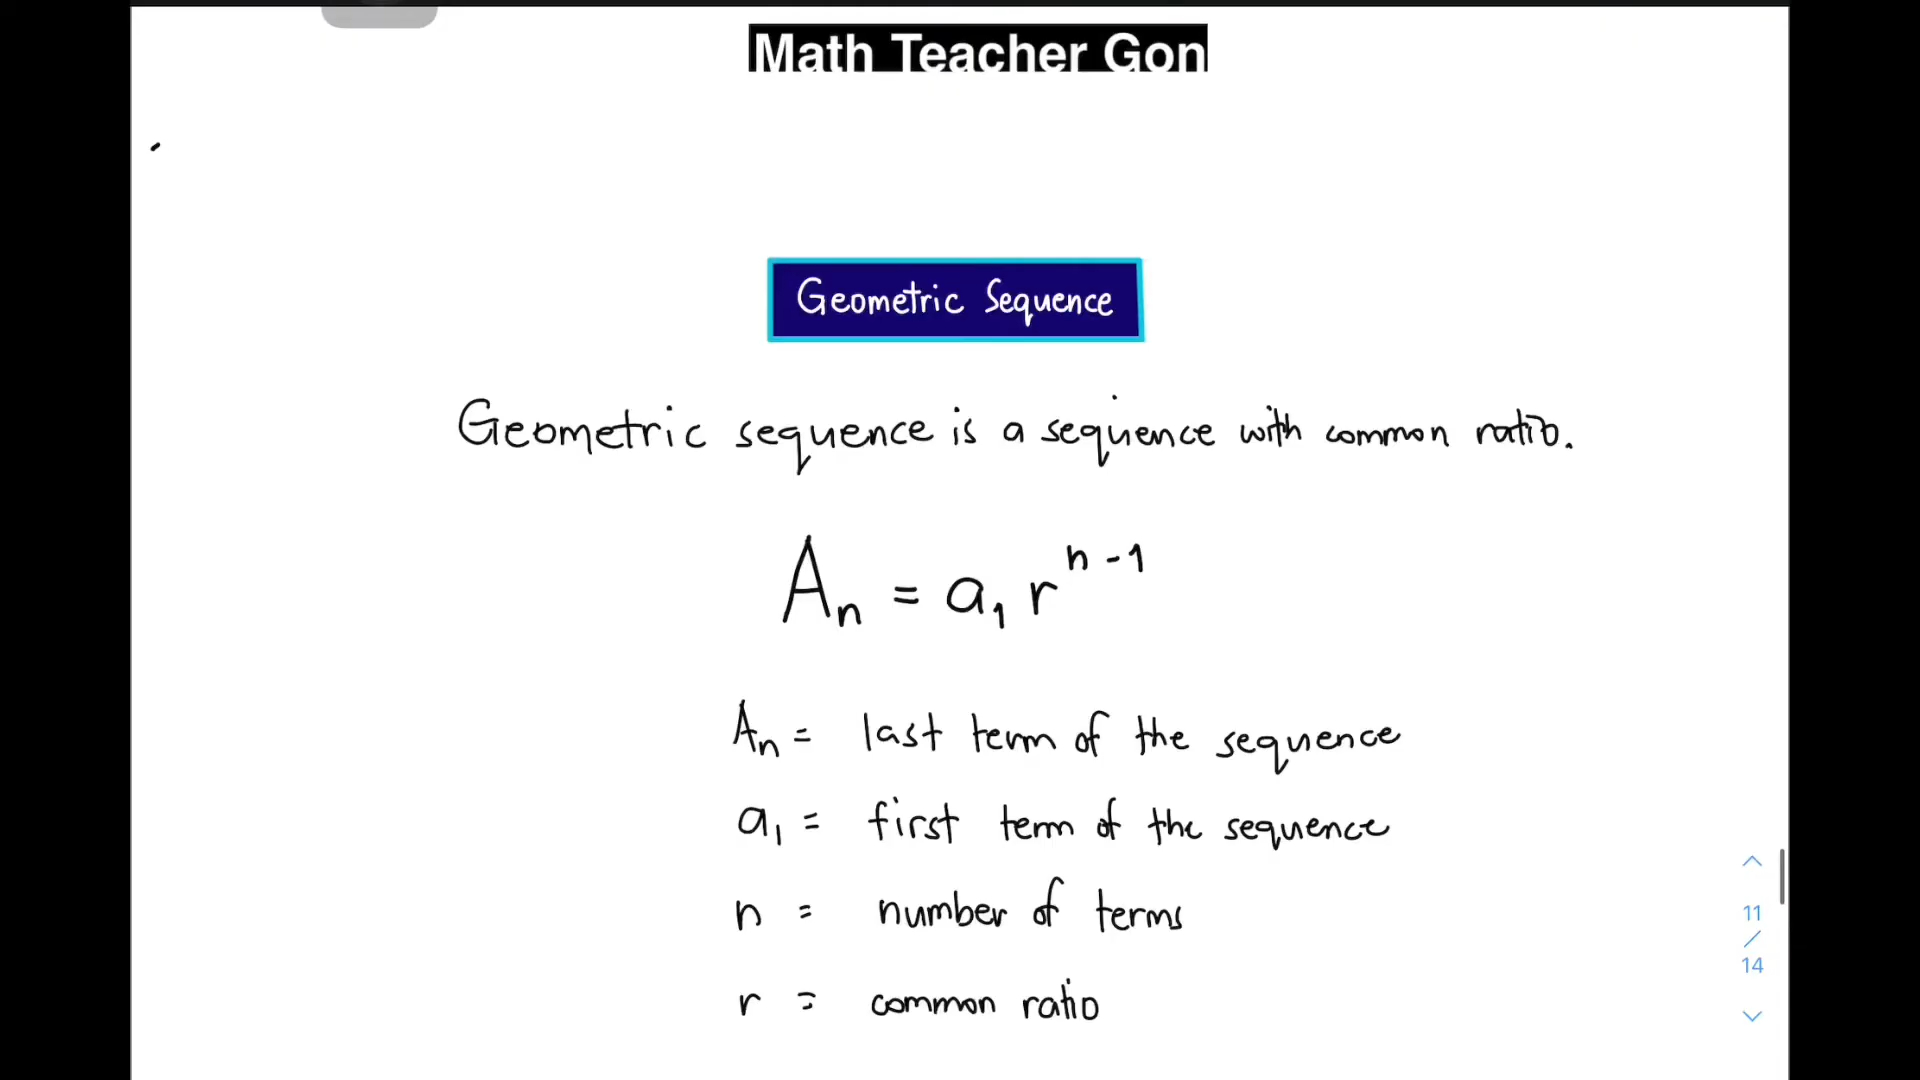 Math Teacher Gon
Geometric Sequence
Geometric sequence is a sequence with common ratio.
Aₙ = a₁ rⁿ⁻¹
Aₙ = last term of the sequence
a₁ = first term of the sequence
n = number of terms
r = common ratio
11
/
14